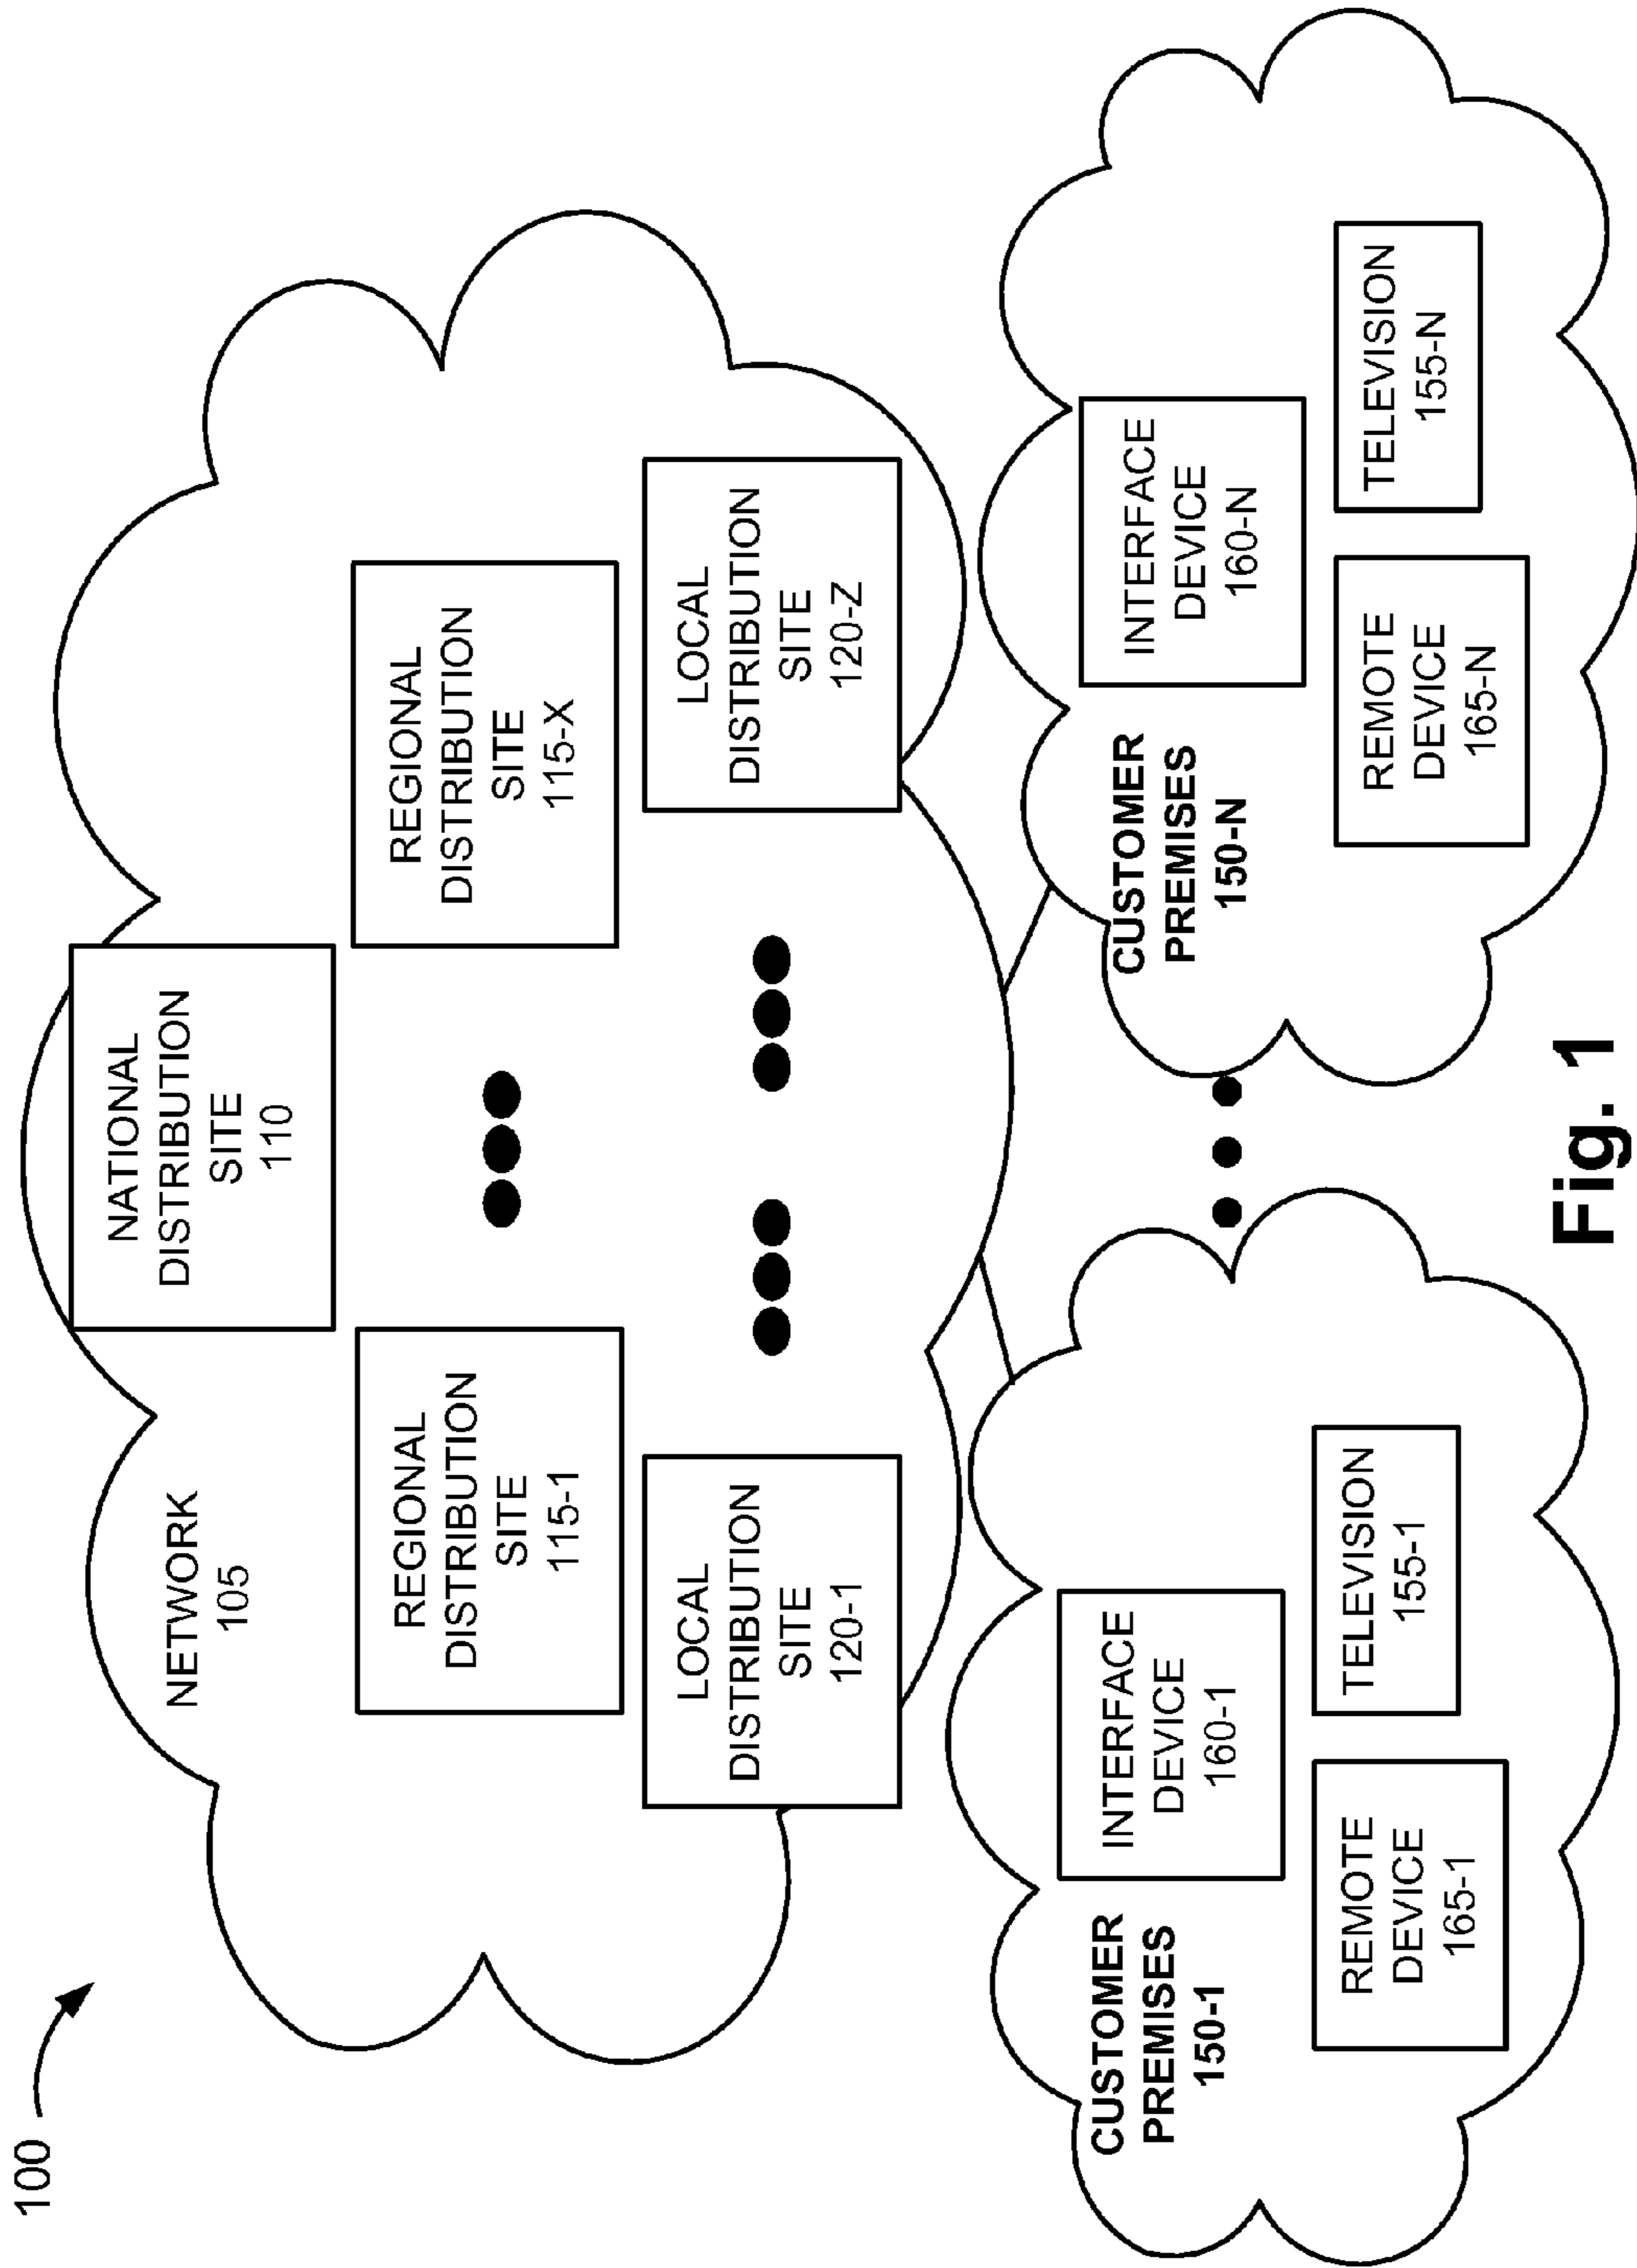 100
NETWORK
105
NATIONAL
DISTRIBUTION
SITE
110
REGIONAL
DISTRIBUTION
SITE
115-1
REGIONAL
DISTRIBUTION
SITE
115-X
LOCAL
DISTRIBUTION
SITE
120-1
LOCAL
DISTRIBUTION
SITE
120-Z
CUSTOMER
PREMISES
150-1
INTERFACE
DEVICE
160-1
REMOTE
DEVICE
165-1
TELEVISION
155-1
CUSTOMER
PREMISES
150-N
INTERFACE
DEVICE
160-N
REMOTE
DEVICE
165-N
TELEVISION
155-N
Fig. 1